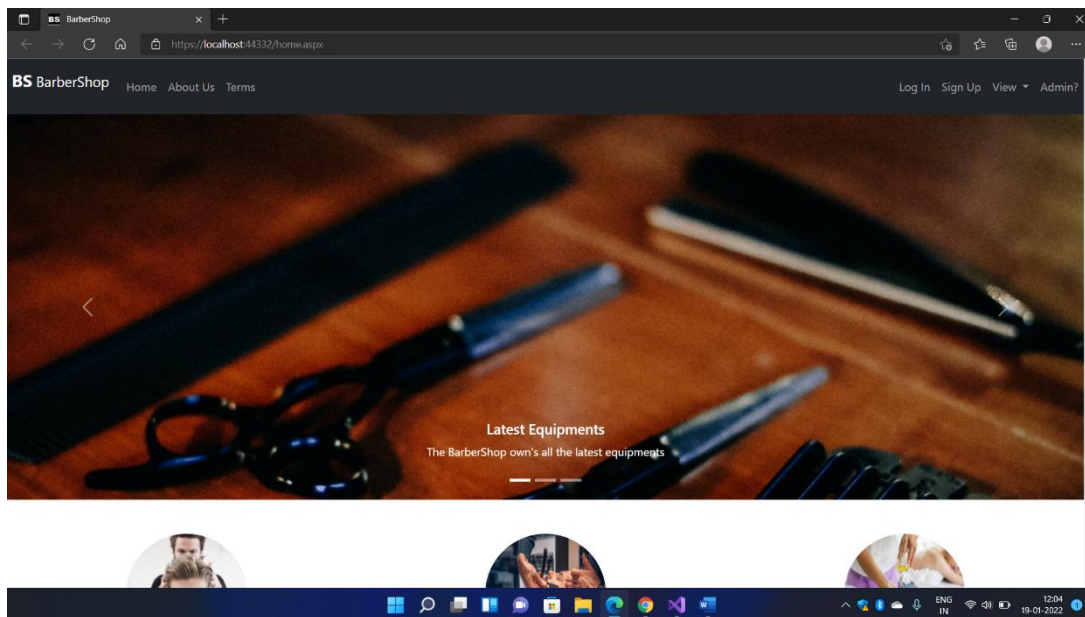 BS BarberShop
https://localhost:44332/home.aspx
BS BarberShop Home About Us Terms Log In Sign Up View Admin?
Latest Equipments
The BarberShop own's all the latest equipments
ENG
IN
12:04
19-01-2022
1